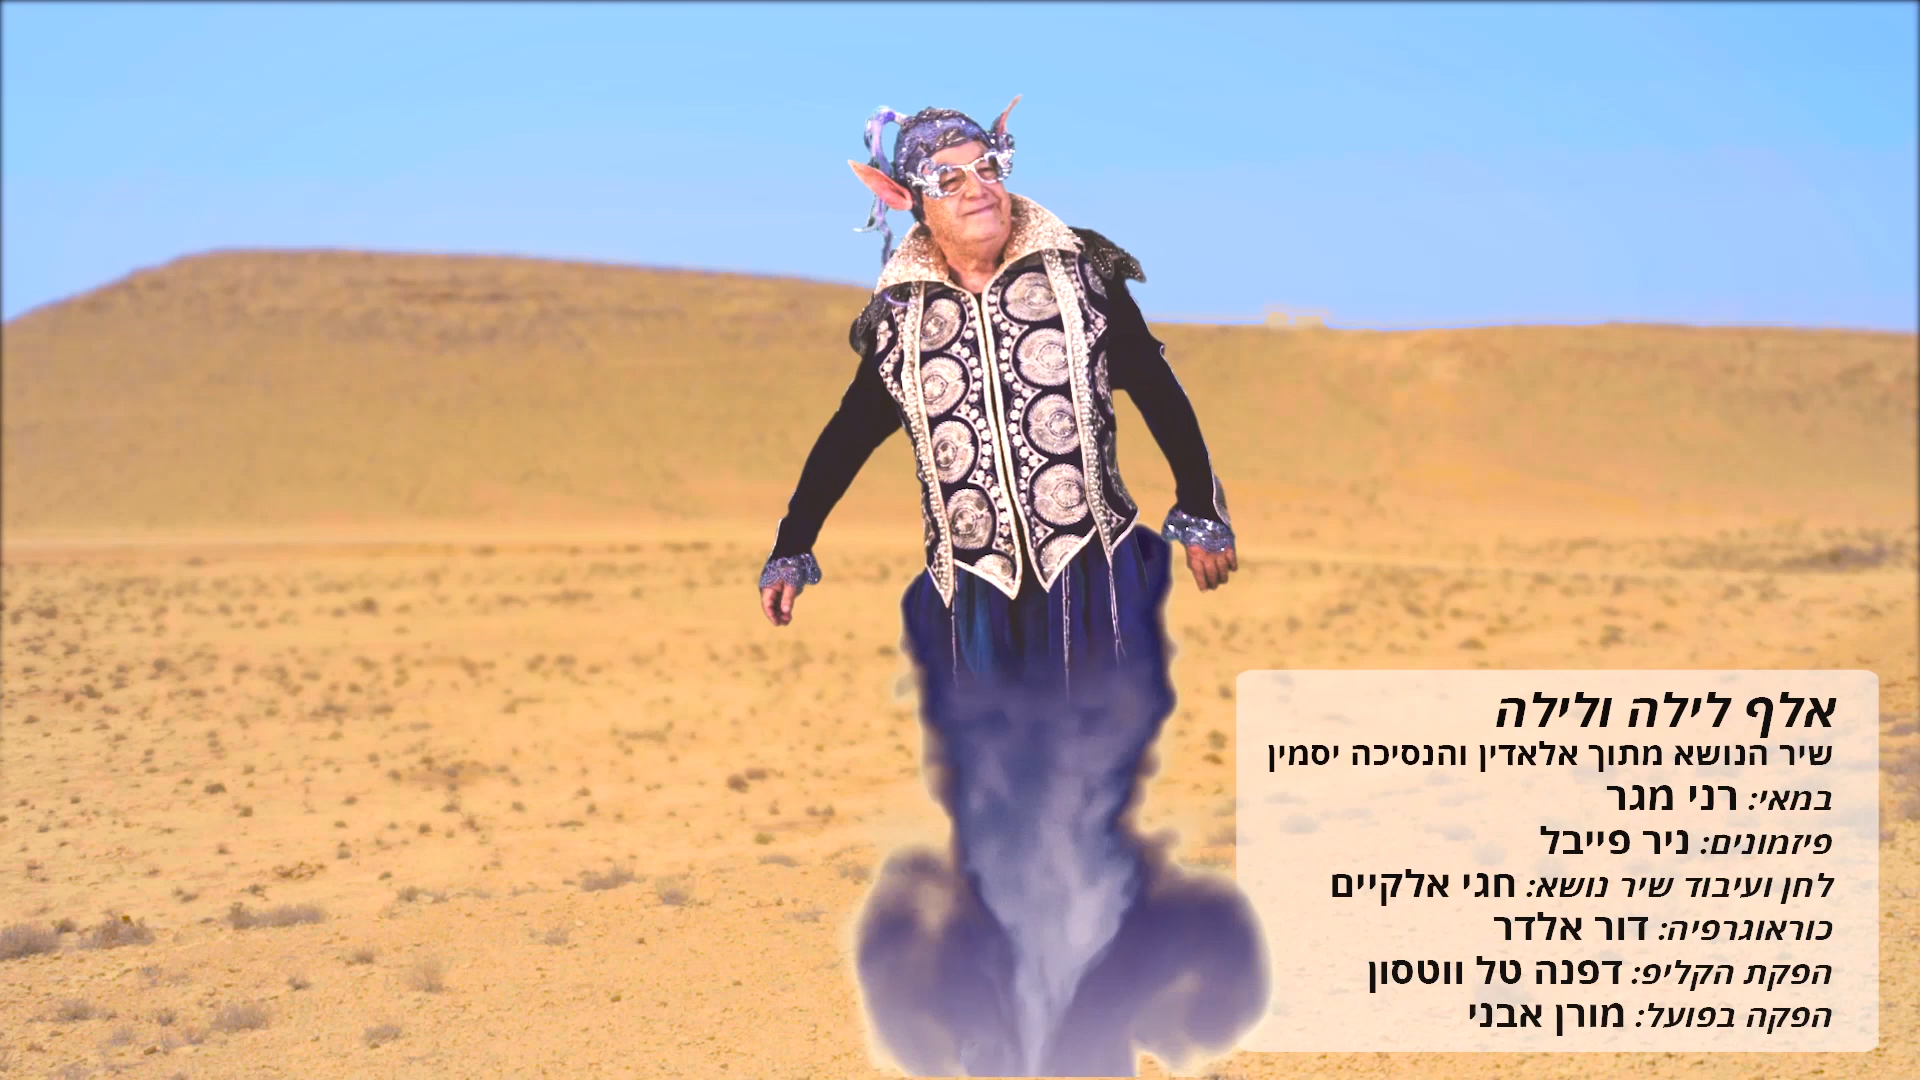 אלף לילה ולילה
שיר הנושא מתוך אלאדין והנסיכה יסמין
במאי: רני מגר
פיזמונים: ניר פייבל
לחן ועיבוד שיר נושא: חגי אלקיים
כוראוגרפיה: דור אלדר
הפקת הקליפ: דפנה טל ווטסון
הפקה בפועל: מורן אבני